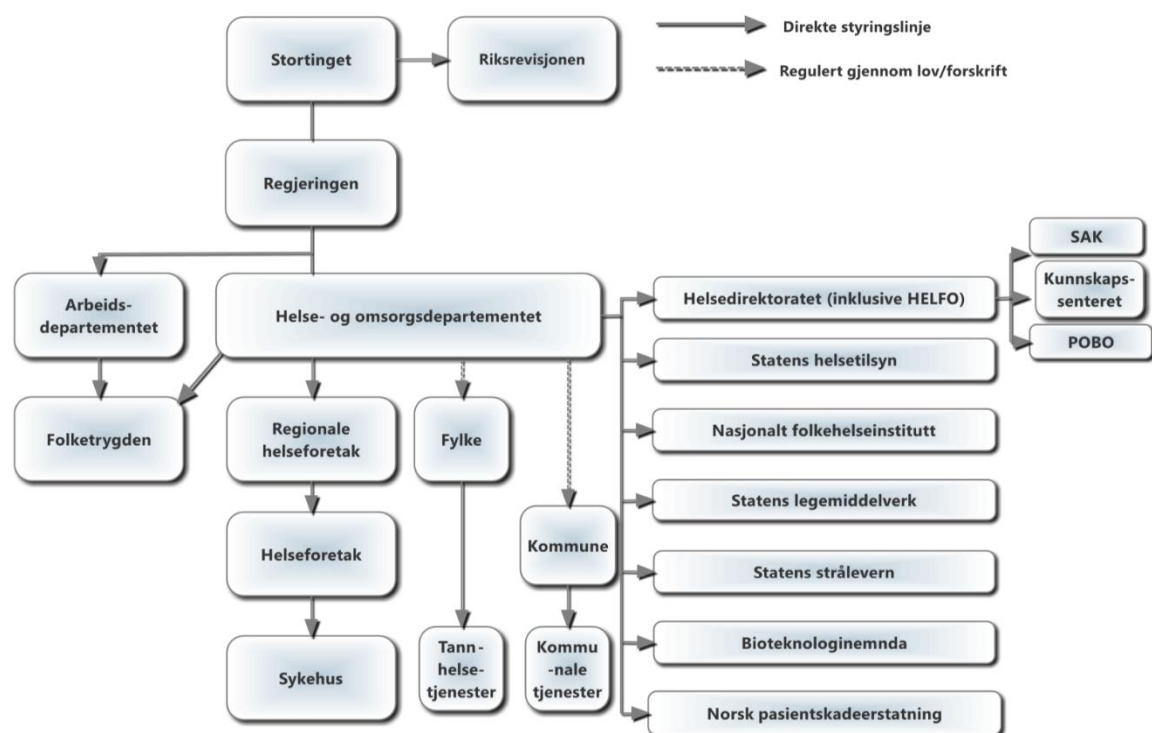 Stortinget
Riksrevisjonen
Direkte styringslinje
Regulert gjennom lov/forskrift
Regjeringen
Arbeids-
departementet
Helse- og omsorgsdepartementet
Helsedirektoratet (inklusive HELFO)
SAK
Kunnskaps-
senteret
POBO
Statens helsetilsyn
Folketrygden
Regionale
helseforetak
Fylke
Nasjonalt folkehelseinstitutt
Statens legemiddelverk
Helseforetak
Kommune
Statens strålevern
Sykehus
Tann-
helse-
tjenester
Kommu
-nale
tjenester
Bioteknologinemnda
Norsk pasientskadeerstatning